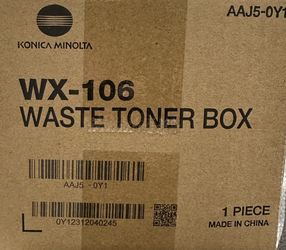 AAJ5-0Y1
KONICA MINOLTA
WX-106
WASTE TONER BOX
AAJ5-0Y1
0Y12312040245
1 PIECE
MADE IN CHINA